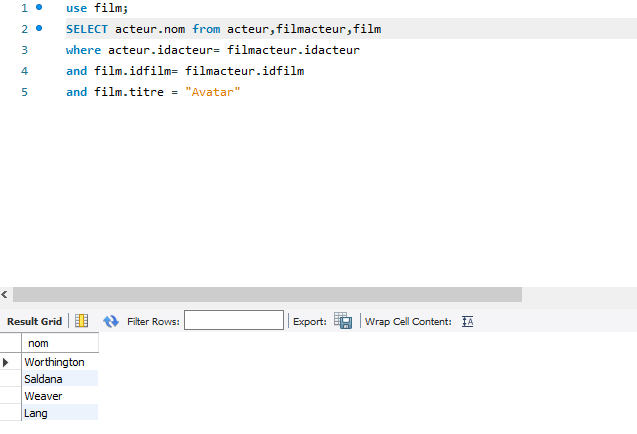 1 use film;
2 SELECT acteur.nom from acteur,filmacteur,film
3 where acteur.idacteur= filmacteur.idacteur
4 and film.idfilm= filmacteur.idfilm
5 and film.titre = "Avatar"
Result Grid Filter Rows: Export: Wrap Cell Content: IA
nom
Worthington
Saldana
Weaver
Lang